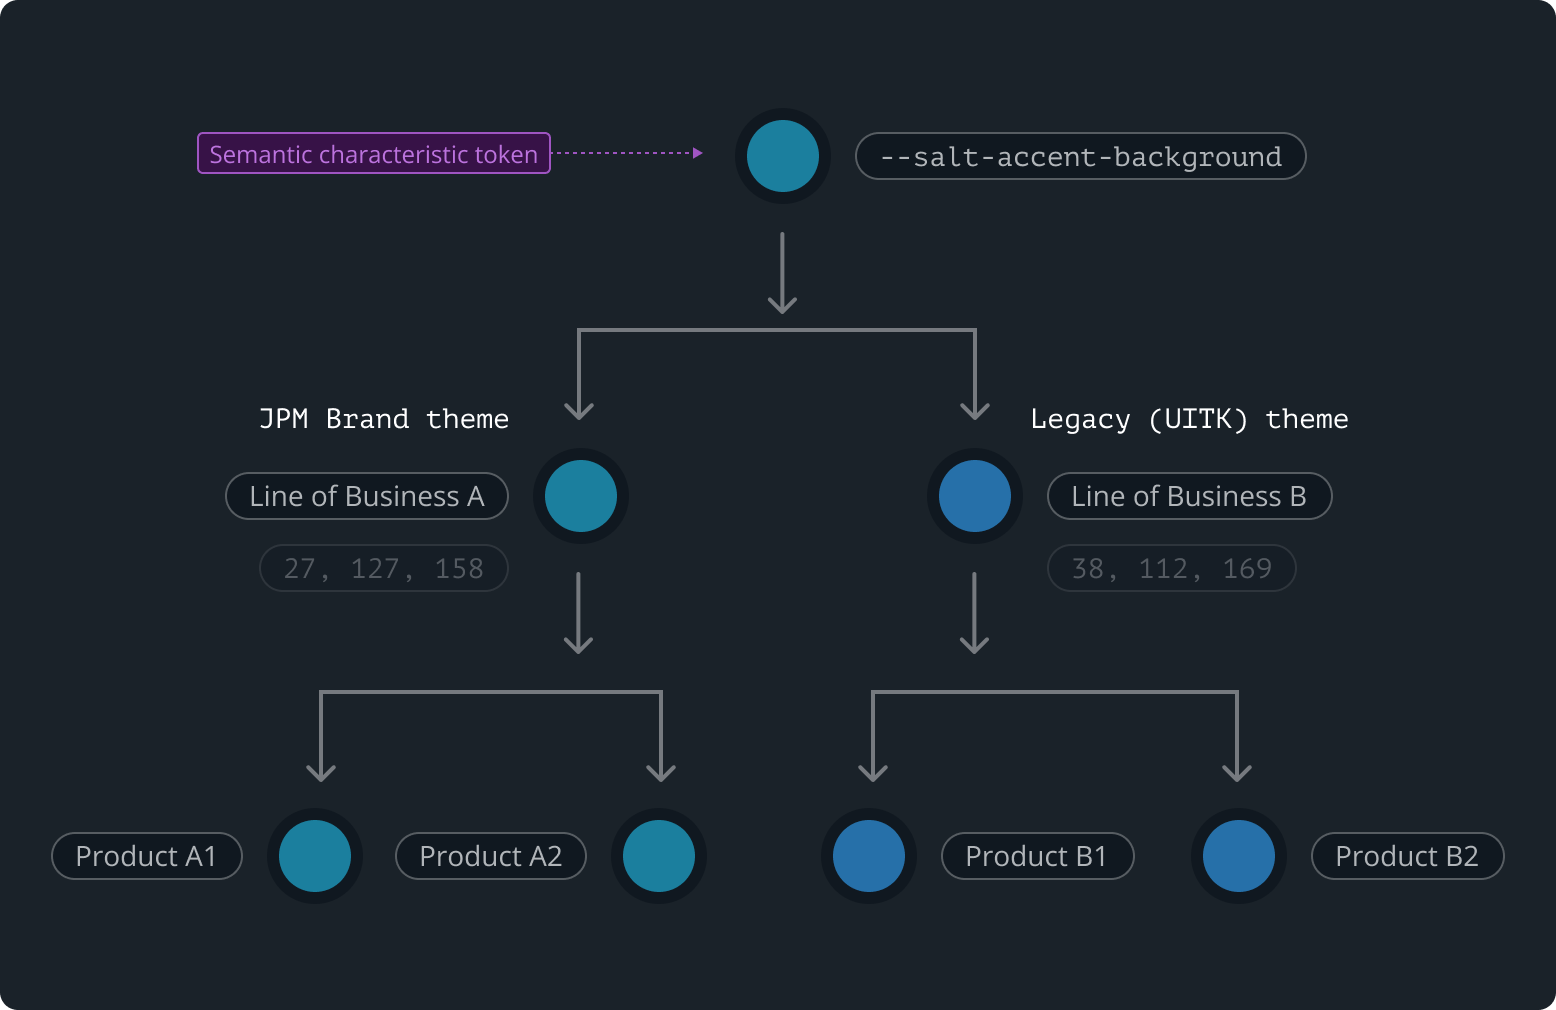 Semantic characteristic token
--salt-accent-background
JPM Brand theme
Legacy (UITK) theme
Line of Business A
Line of Business B
27, 127, 158
38, 112, 169
Product A1
Product A2
Product B1
Product B2